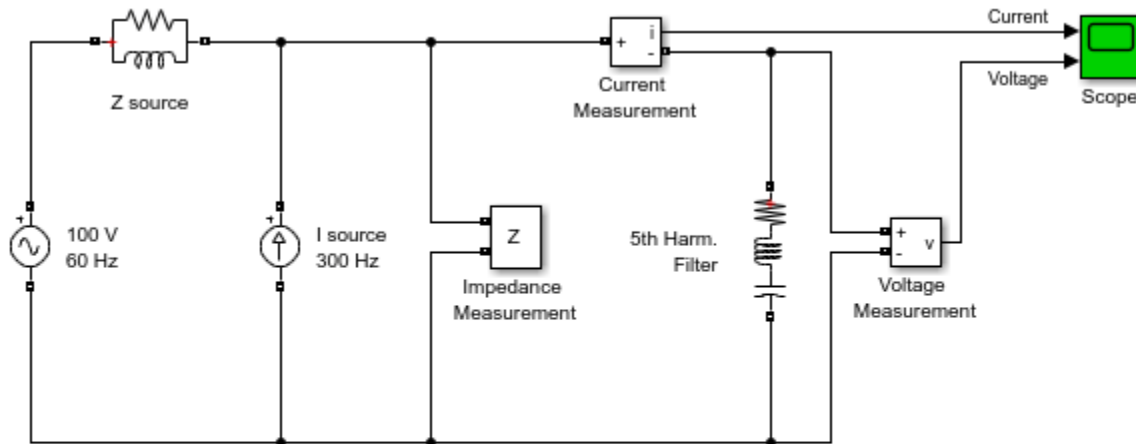 Current
Voltage
Scope
i
+
-
Current
Measurement
Z source
+
100 V
60 Hz
+
I source
300 Hz
Z
Impedance
Measurement
5th Harm.
Filter
+
-
v
Voltage
Measurement